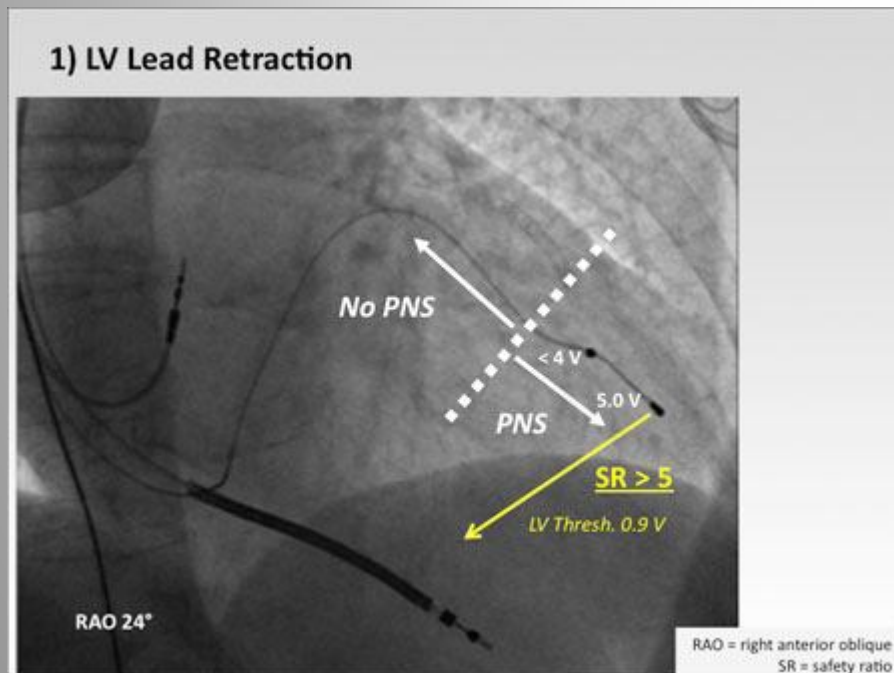 1) LV Lead Retraction
No PNS
< 4 V
5.0 V
PNS
SR > 5
LV Thresh. 0.9 V
RAO 24°
RAO = right anterior oblique
SR = safety ratio